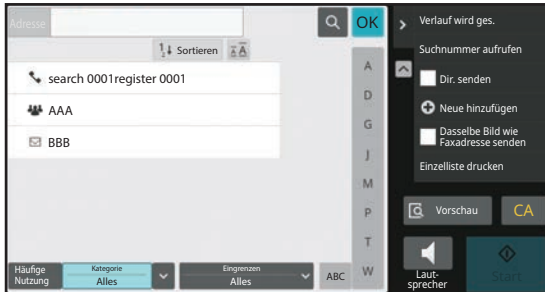 Adresse
OK
1 Sortieren
A Ā
search 0001register 0001
AAA
BBB
A
D
G
J
M
P
T
W
Häufige
Nutzung
Kategorie
Alles
Eingrenzen
Alles
ABC
Verlauf wird ges.
Suchnummer aufrufen
Dir. senden
Neue hinzufügen
Dasselbe Bild wie
Faxadresse senden
Einzelliste drucken
Vorschau
CA
Laut-
sprecher
Start